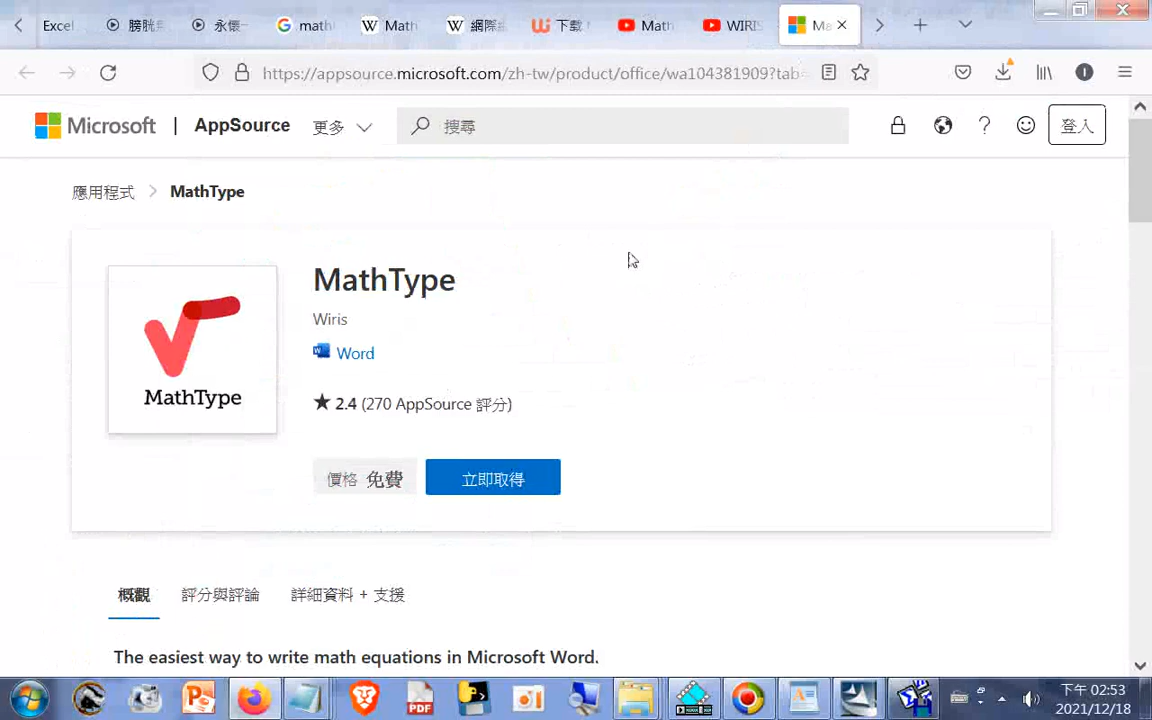 Excel
永懷
math
Math
下載
Math
WIRIS
Ma
https://appsource.microsoft.com/zh-tw/product/office/wa104381909?tab=
Microsoft | AppSource 更多 搜尋 登入
應用程式 > MathType
MathType
Wiris
Word
★ 2.4 (270 AppSource 評分)
MathType
價格 免費 立即取得
概觀 評分與評論 詳細資料 + 支援
The easiest way to write math equations in Microsoft Word.
下午 02:53
2021/12/18